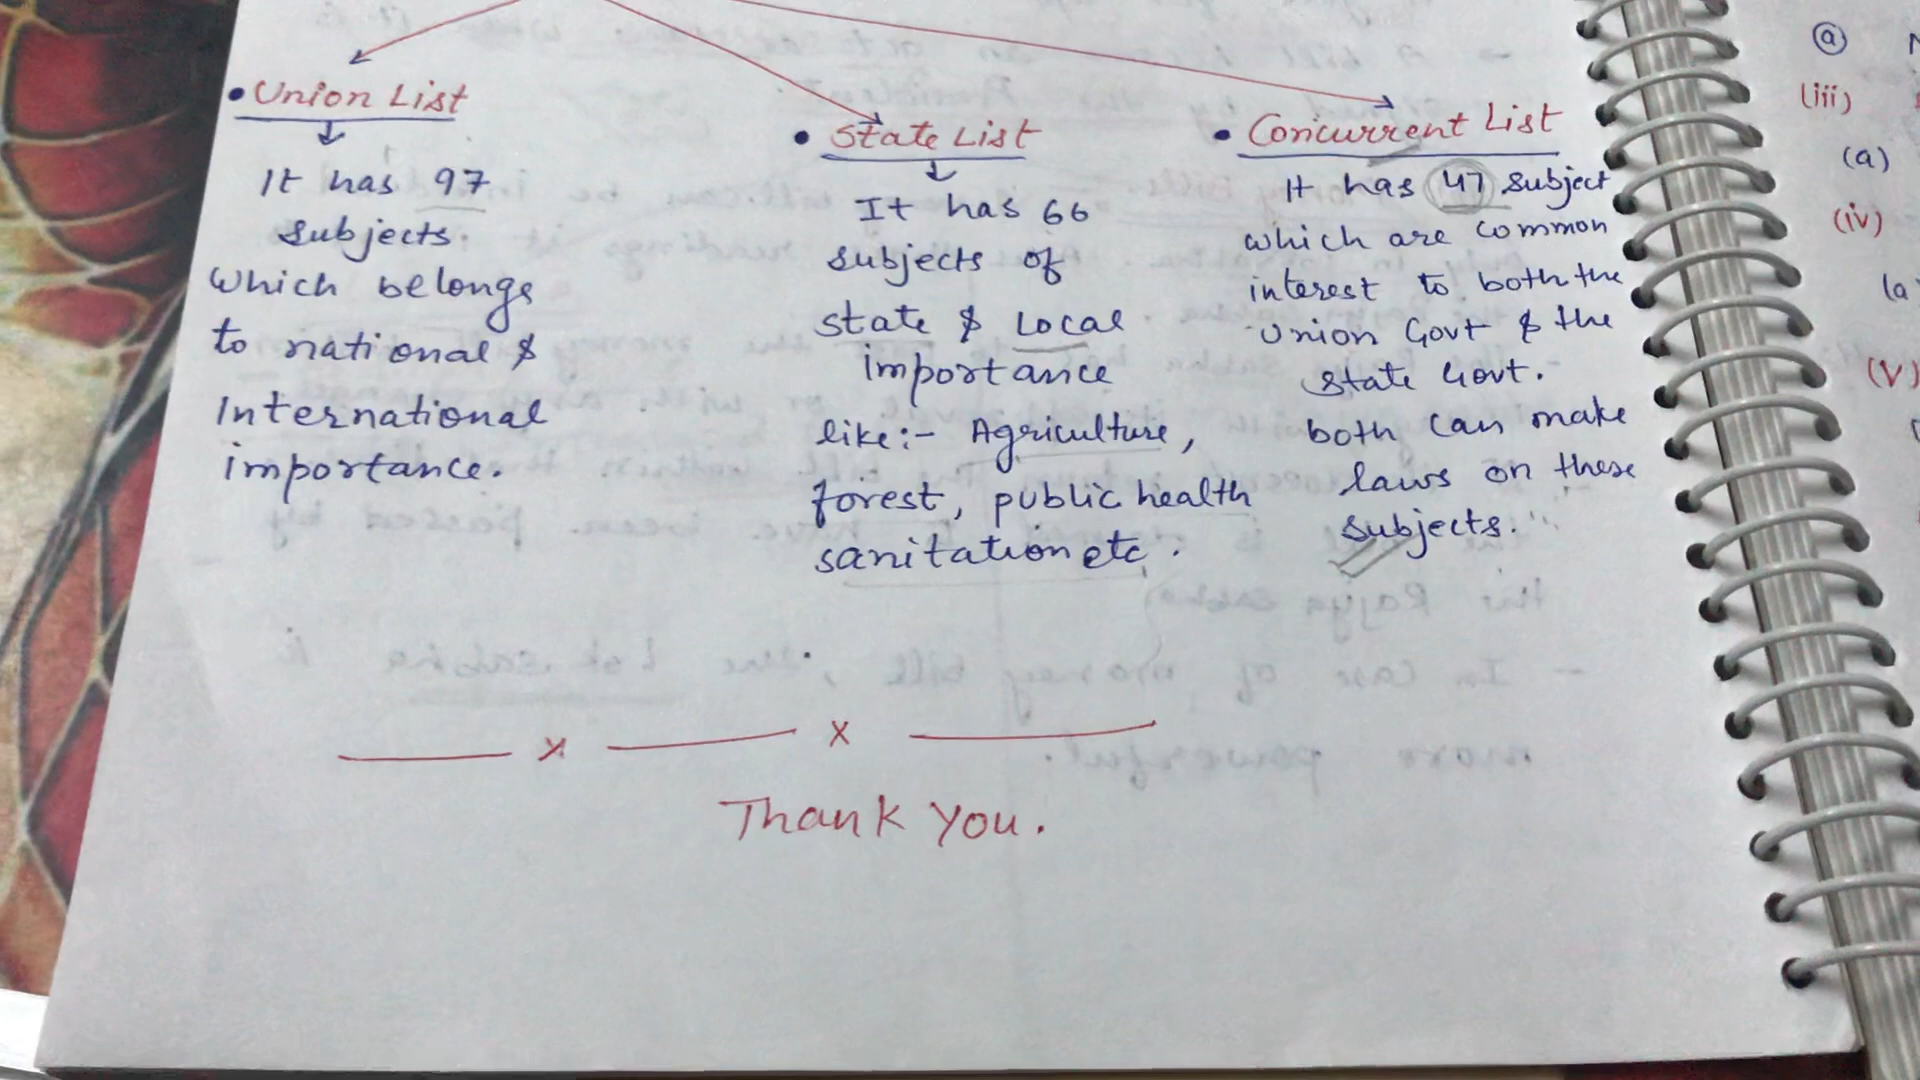 • Union List
It has 97
subjects.
which belongs
to national &
International
importance.
• State List
It has 66
subjects of
state & Local
importance
like:- Agriculture,
forest, public health
sanitation etc.
• Concurrent List
It has 47 subject
which are common
interest to both the
Union Govt & the
state Govt.
both can make
laws on these
subjects.
x x
Thank You.
(a)
(iii)
(a)
(iv)
(a
(V)